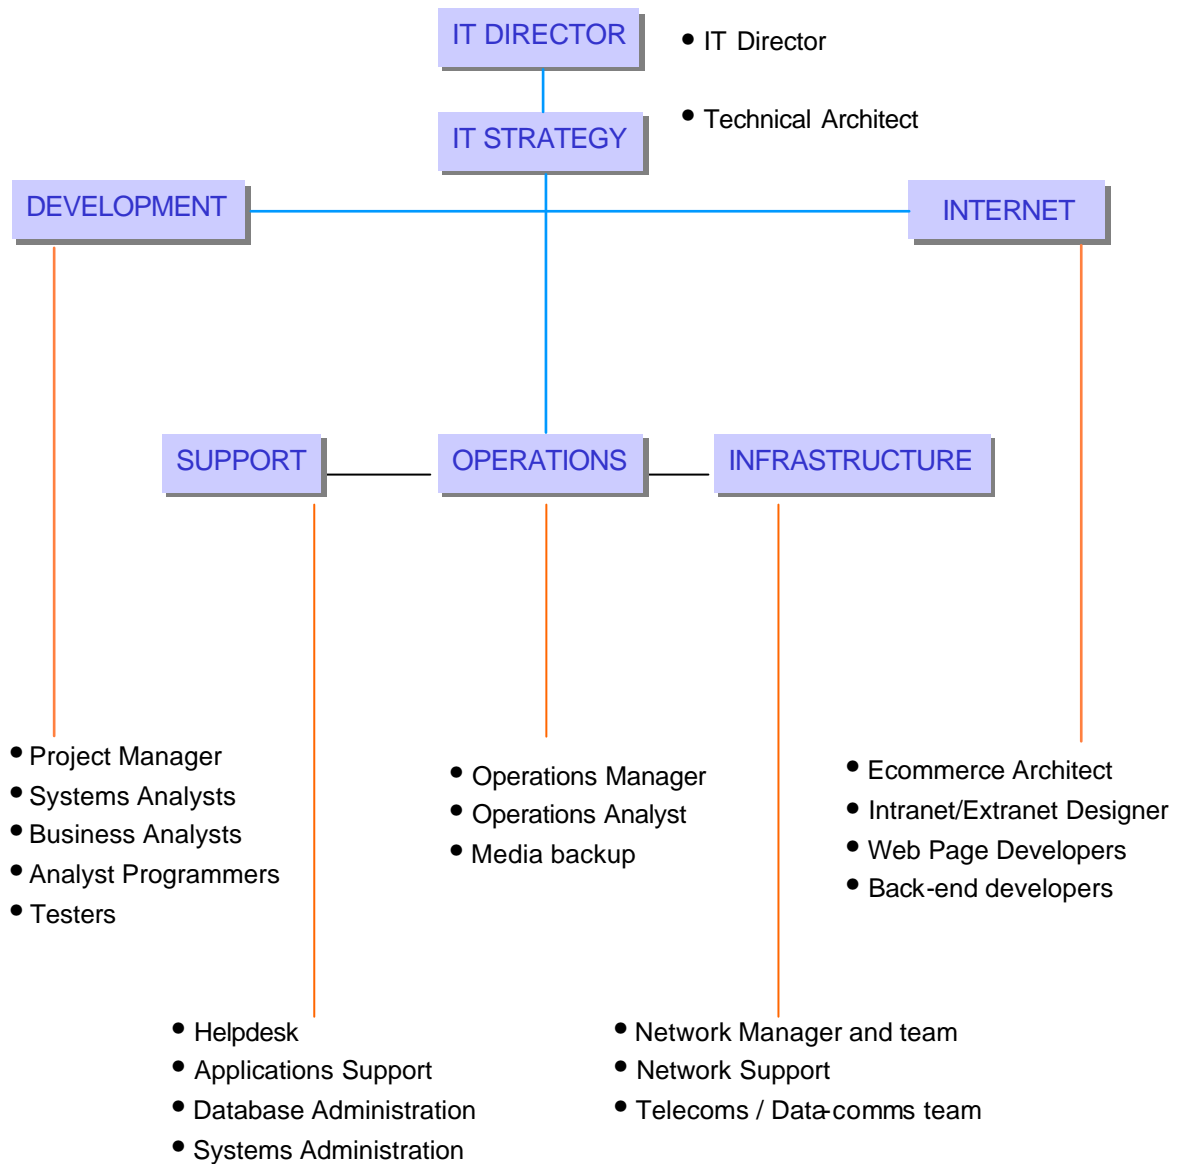 IT DIRECTOR
• IT Director
IT STRATEGY
• Technical Architect
DEVELOPMENT
INTERNET
SUPPORT
OPERATIONS
INFRASTRUCTURE
• Project Manager
• Systems Analysts
• Business Analysts
• Analyst Programmers
• Testers
• Operations Manager
• Operations Analyst
• Media backup
• Ecommerce Architect
• Intranet/Extranet Designer
• Web Page Developers
• Back-end developers
• Helpdesk
• Applications Support
• Database Administration
• Systems Administration
• Network Manager and team
• Network Support
• Telecoms / Data-comms team